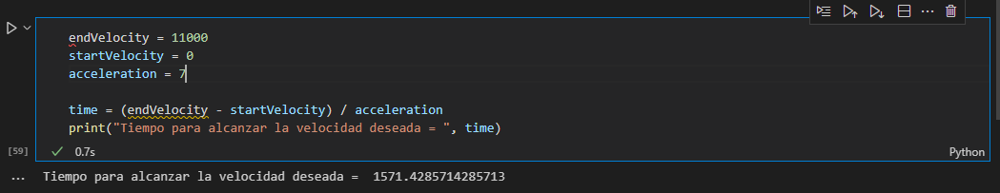 endVelocity = 11000
startVelocity = 0
acceleration = 7
time = (endVelocity - startVelocity) / acceleration
print("Tiempo para alcanzar la velocidad deseada = ", time)
[59]
0.7s
Python
... Tiempo para alcanzar la velocidad deseada =  1571.4285714285713